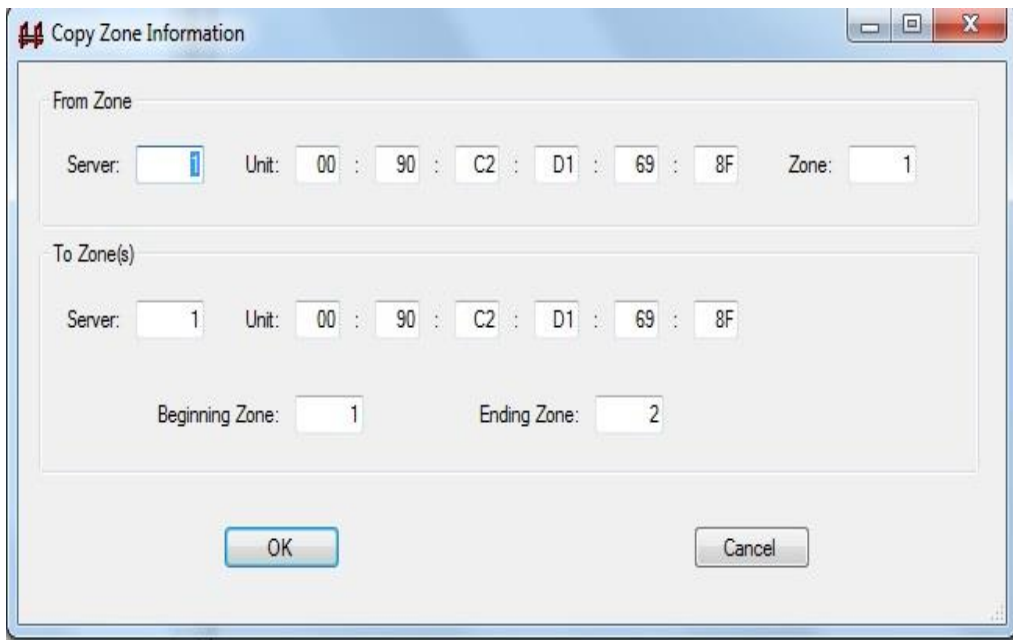 Copy Zone Information
From Zone
Server: 1 Unit: 00 : 90 : C2 : D1 : 69 : 8F Zone: 1
To Zone(s)
Server: 1 Unit: 00 : 90 : C2 : D1 : 69 : 8F
Beginning Zone: 1 Ending Zone: 2
OK Cancel